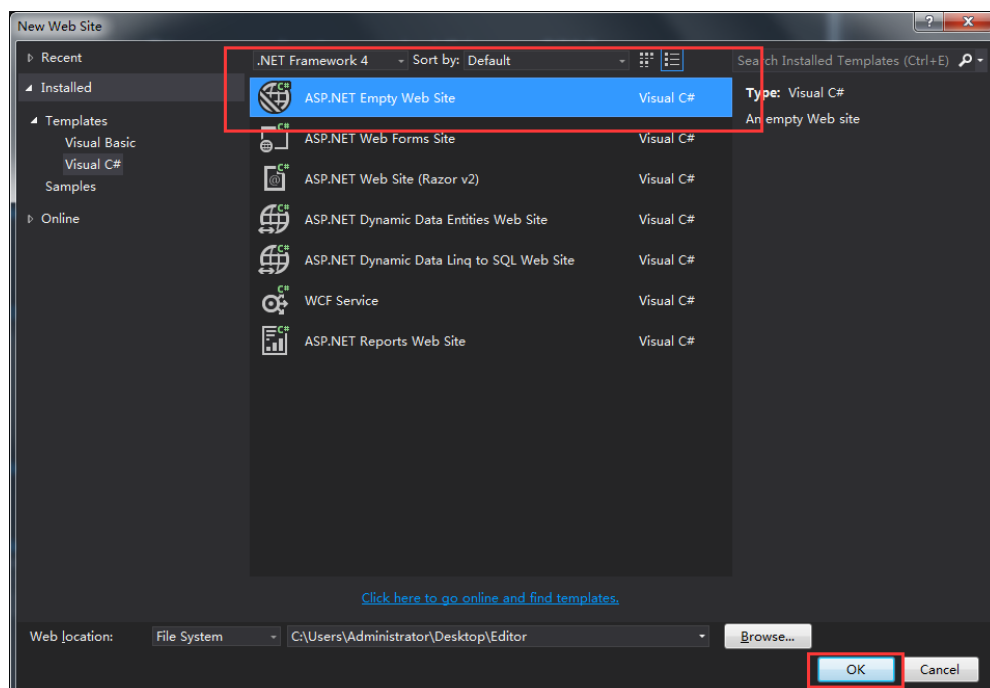 New Web Site
Recent
.NET Framework 4 Sort by: Default
Search Installed Templates (Ctrl+E)
Installed
Templates
Visual Basic
Visual C#
Samples
Online
ASP.NET Empty Web Site Visual C#
ASP.NET Web Forms Site Visual C#
ASP.NET Web Site (Razor v2) Visual C#
ASP.NET Dynamic Data Entities Web Site Visual C#
ASP.NET Dynamic Data Linq to SQL Web Site Visual C#
WCF Service Visual C#
ASP.NET Reports Web Site Visual C#
Type: Visual C#
An empty Web site
Click here to go online and find templates.
Web location: File System C:\Users\Administrator\Desktop\Editor Browse...
OK Cancel